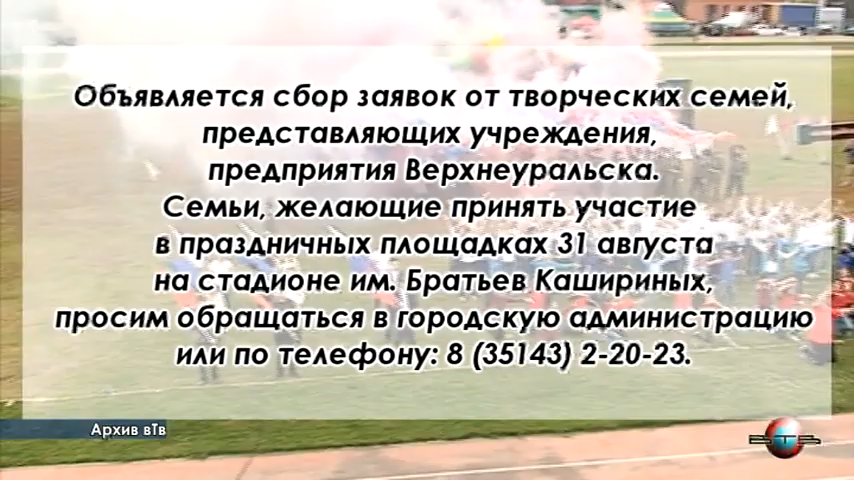 Объявляется сбор заявок от творческих семей,
представляющих учреждения,
предприятия Верхнеуральска.
Семьи, желающие принять участие
в праздничных площадках 31 августа
на стадионе им. Братьев Кашириных,
просим обращаться в городскую администрацию
или по телефону: 8 (35143) 2-20-23.
Архив втв
ВТВ